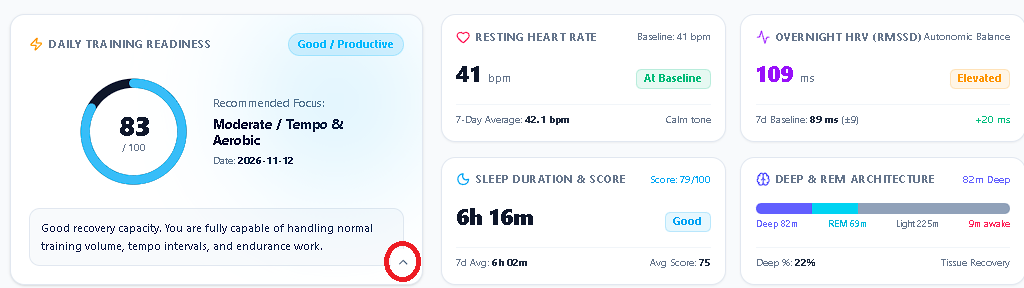 DAILY TRAINING READINESS
Good / Productive
83
/ 100
Recommended Focus:
Moderate / Tempo &
Aerobic
Date: 2026-11-12
Good recovery capacity. You are fully capable of handling normal
training volume, tempo intervals, and endurance work.
RESTING HEART RATE
Baseline: 41 bpm
41 bpm
At Baseline
7-Day Average: 42.1 bpm
Calm tone
OVERNIGHT HRV (RMSSD)
Autonomic Balance
109 ms
Elevated
7d Baseline: 89 ms (±9)
+20 ms
SLEEP DURATION & SCORE
Score: 79/100
6h 16m
Good
7d Avg: 6h 02m
Avg Score: 75
DEEP & REM ARCHITECTURE
82m Deep
Deep 82m
REM 69m
Light 225m
9m awake
Deep %: 22%
Tissue Recovery